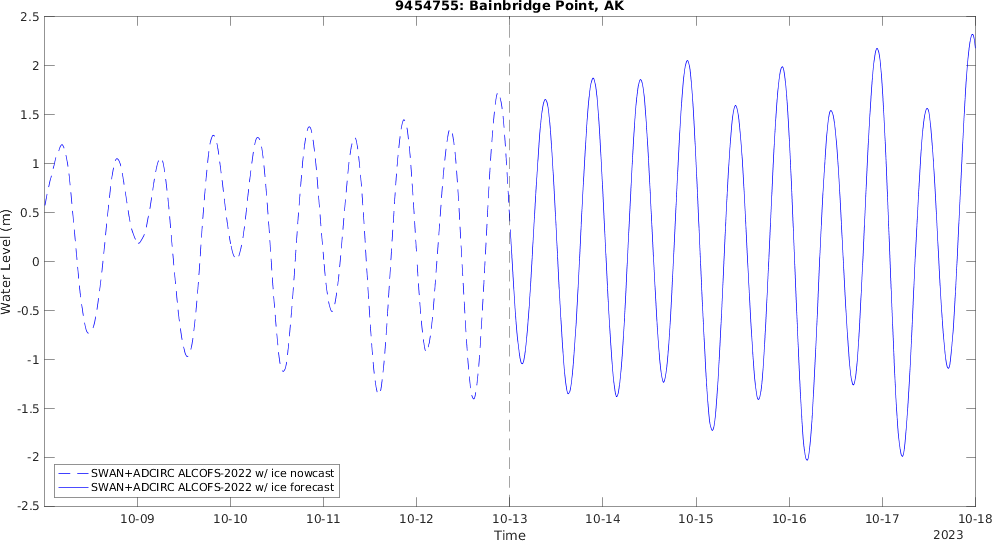 9454755: Bainbridge Point, AK
2.5
2
1.5
1
0.5
0
-0.5
-1
-1.5
-2
-2.5
Water Level (m)
SWAN+ADCIRC ALCOFS-2022 w/ ice nowcast
SWAN+ADCIRC ALCOFS-2022 w/ ice forecast
10-09 10-10 10-11 10-12 10-13 10-14 10-15 10-16 10-17 10-18
Time
2023